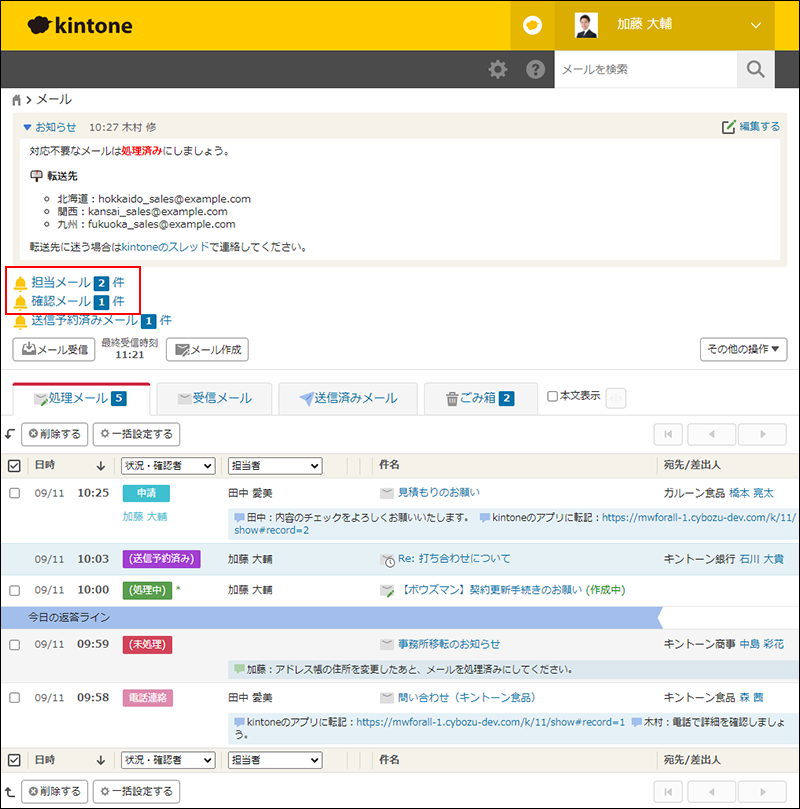 kintone
加藤 大輔
メールを検索
メール
お知らせ 10:27 木村 修 編集する
対応不要なメールは処理済みにしましょう。
転送先
北海道：hokkaido_sales@example.com
関西：kansai_sales@example.com
九州：fukuoka_sales@example.com
転送先に迷う場合はkintoneのスレッドで連絡してください。
担当メール 2 件
確認メール 1 件
送信予約済みメール 1 件
メール受信 最終受信時刻 11:21 メール作成 その他の操作▼
処理メール 5 受信メール 送信済みメール ごみ箱 2 本文表示
削除する 一括設定する
日時 状況・確認者 担当者 件名 宛先/差出人
09/11 10:25 申請 田中 愛美 見積もりのお願い ガルーン食品 橋本 亮太
加藤 大輔 田中：内容のチェックをよろしくお願いいたします。 kintoneのアプリに転記：https://mwforall-1.cybozu-dev.com/k/11/
show#record=2
09/11 10:03 (送信予約済み) 加藤 大輔 Re: 打ち合わせについて キントーン銀行 石川 大貴
09/11 10:00 (処理中) * 加藤 大輔 【ボウズマン】契約更新手続きのお願い (作成中)
今日の返答ライン
09/11 09:59 (未処理) 事務所移転のお知らせ キントーン商事 中島 彩花
加藤：アドレス帳の住所を変更したあと、メールを処理済みにしてください。
09/11 09:58 電話連絡 田中 愛美 問い合わせ（キントーン食品） キントーン食品 森 茜
kintoneのアプリに転記：https://mwforall-1.cybozu-dev.com/k/11/show#record=1 木村：電話で詳細を確認しましょ
う。
日時 状況・確認者 担当者 件名 宛先/差出人
削除する 一括設定する